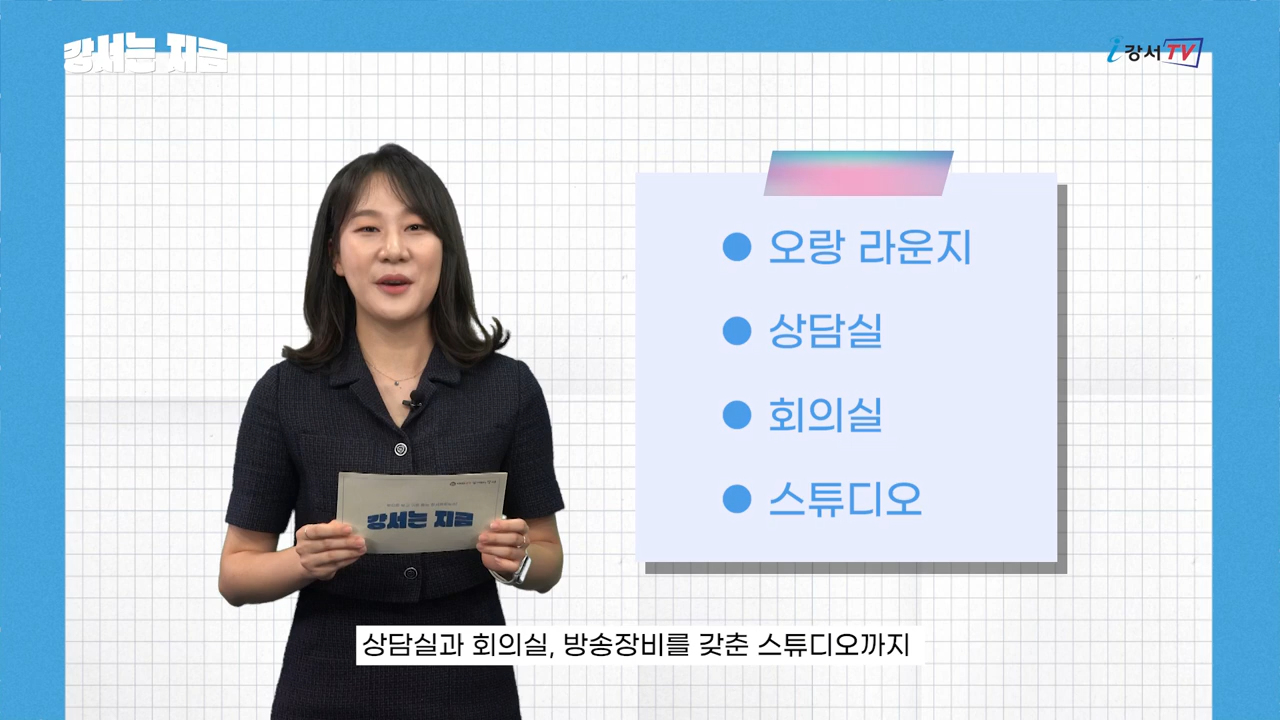 강서는 지금
i강서TV
오랑 라운지
상담실
회의실
스튜디오
강서는 지금
상담실과 회의실, 방송장비를 갖춘 스튜디오까지